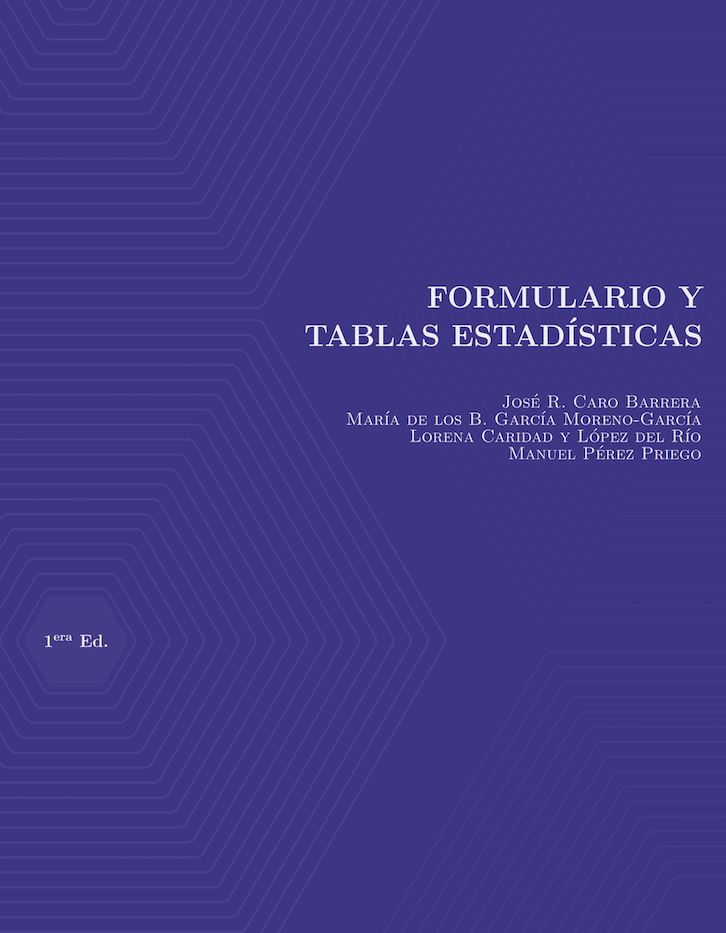 FORMULARIO Y
TABLAS ESTADÍSTICAS
José R. Caro Barrera
María de los B. García Moreno-García
Lorena Caridad y López del Río
Manuel Pérez Priego
1era Ed.